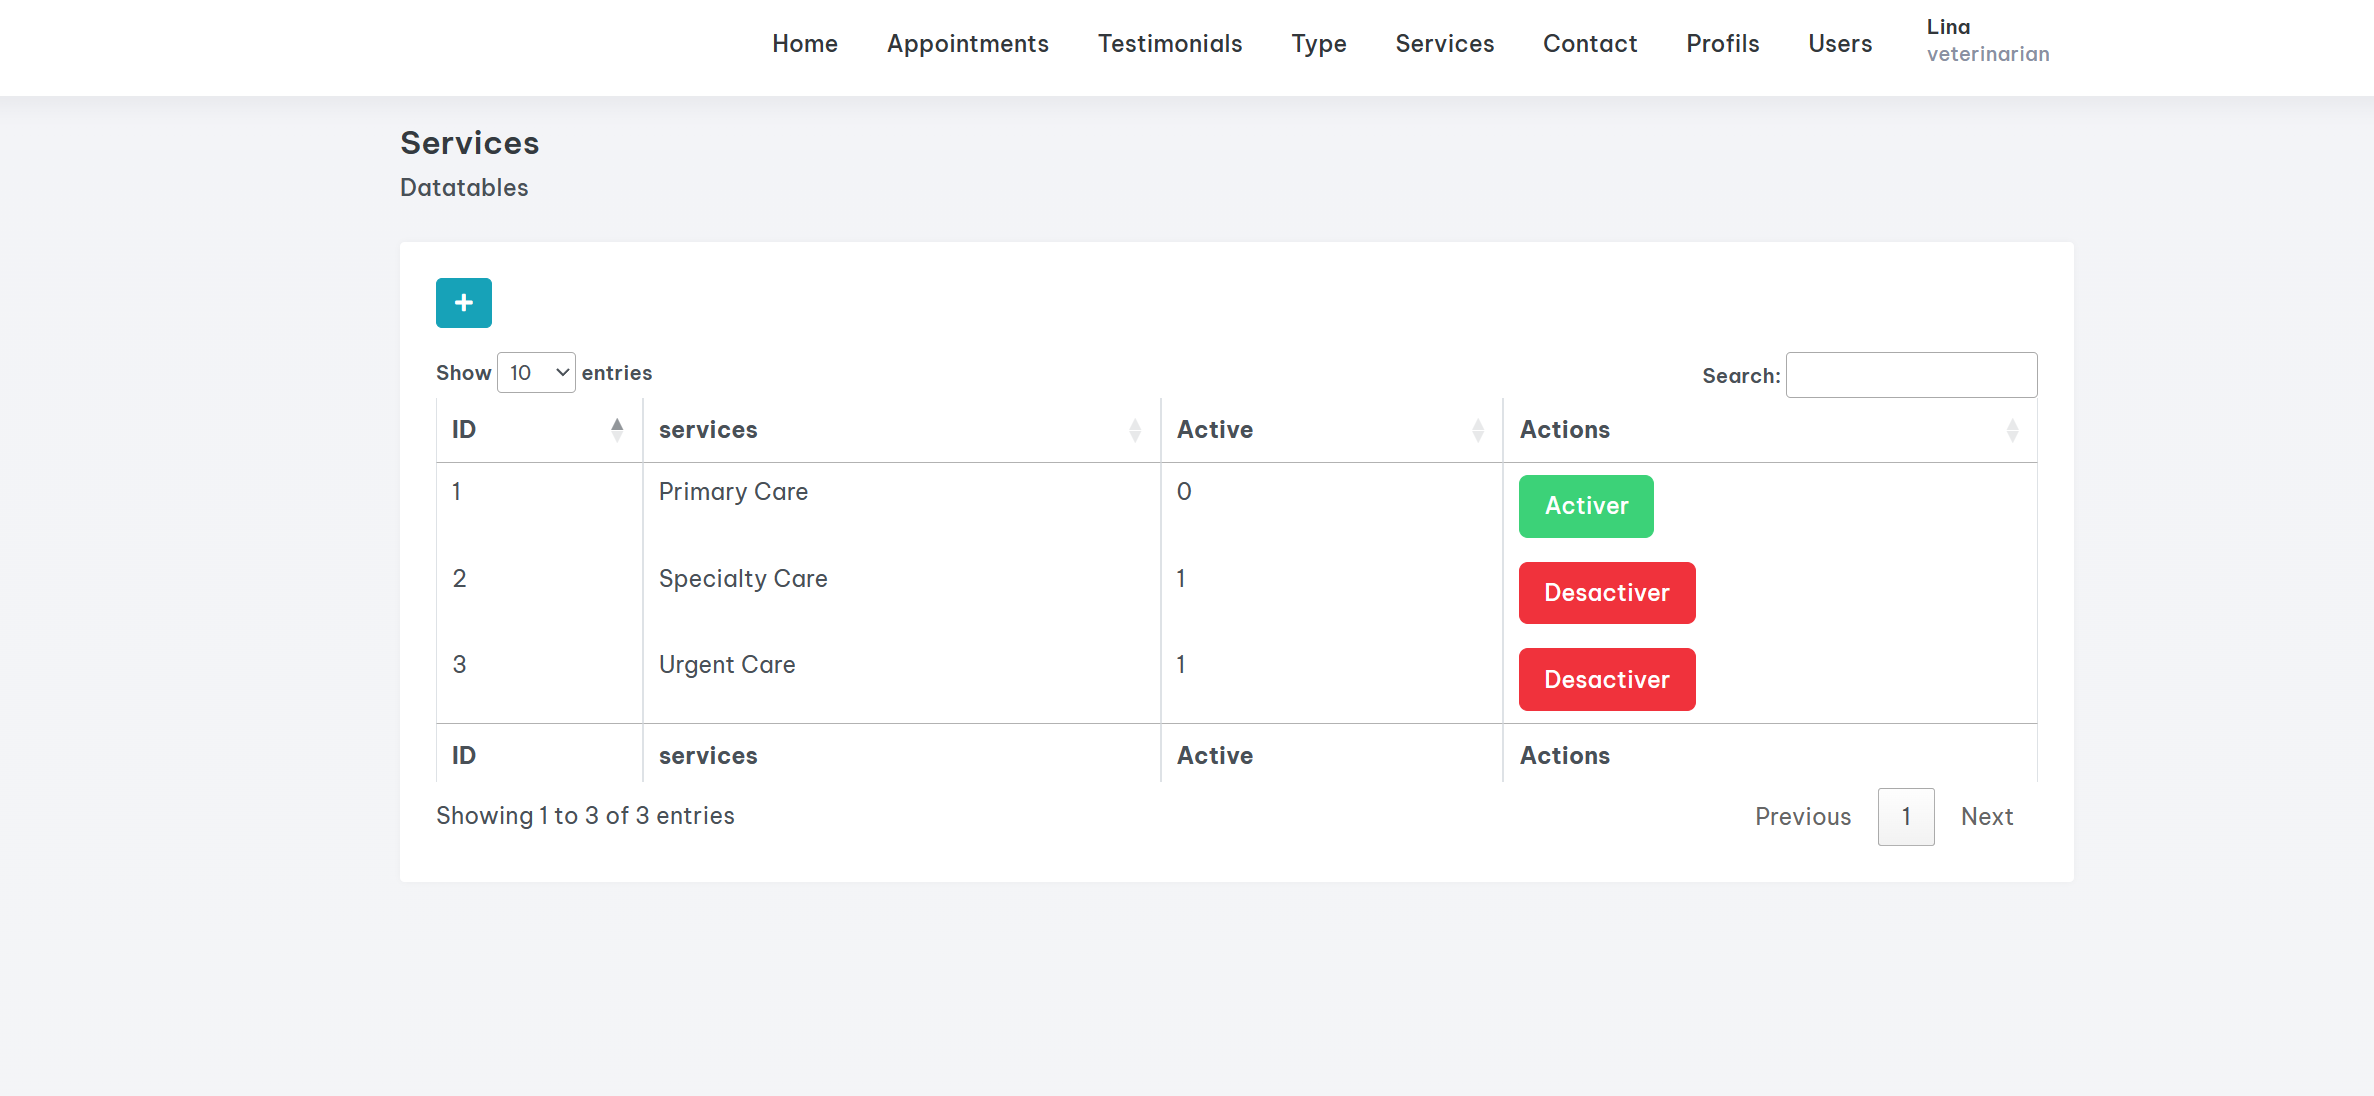 Home Appointments Testimonials Type Services Contact Profils Users Lina
veterinarian
Services
Datatables
+
Show 10 entries Search:
ID services Active Actions
1 Primary Care 0 Activer
2 Specialty Care 1 Desactiver
3 Urgent Care 1 Desactiver
ID services Active Actions
Showing 1 to 3 of 3 entries Previous 1 Next